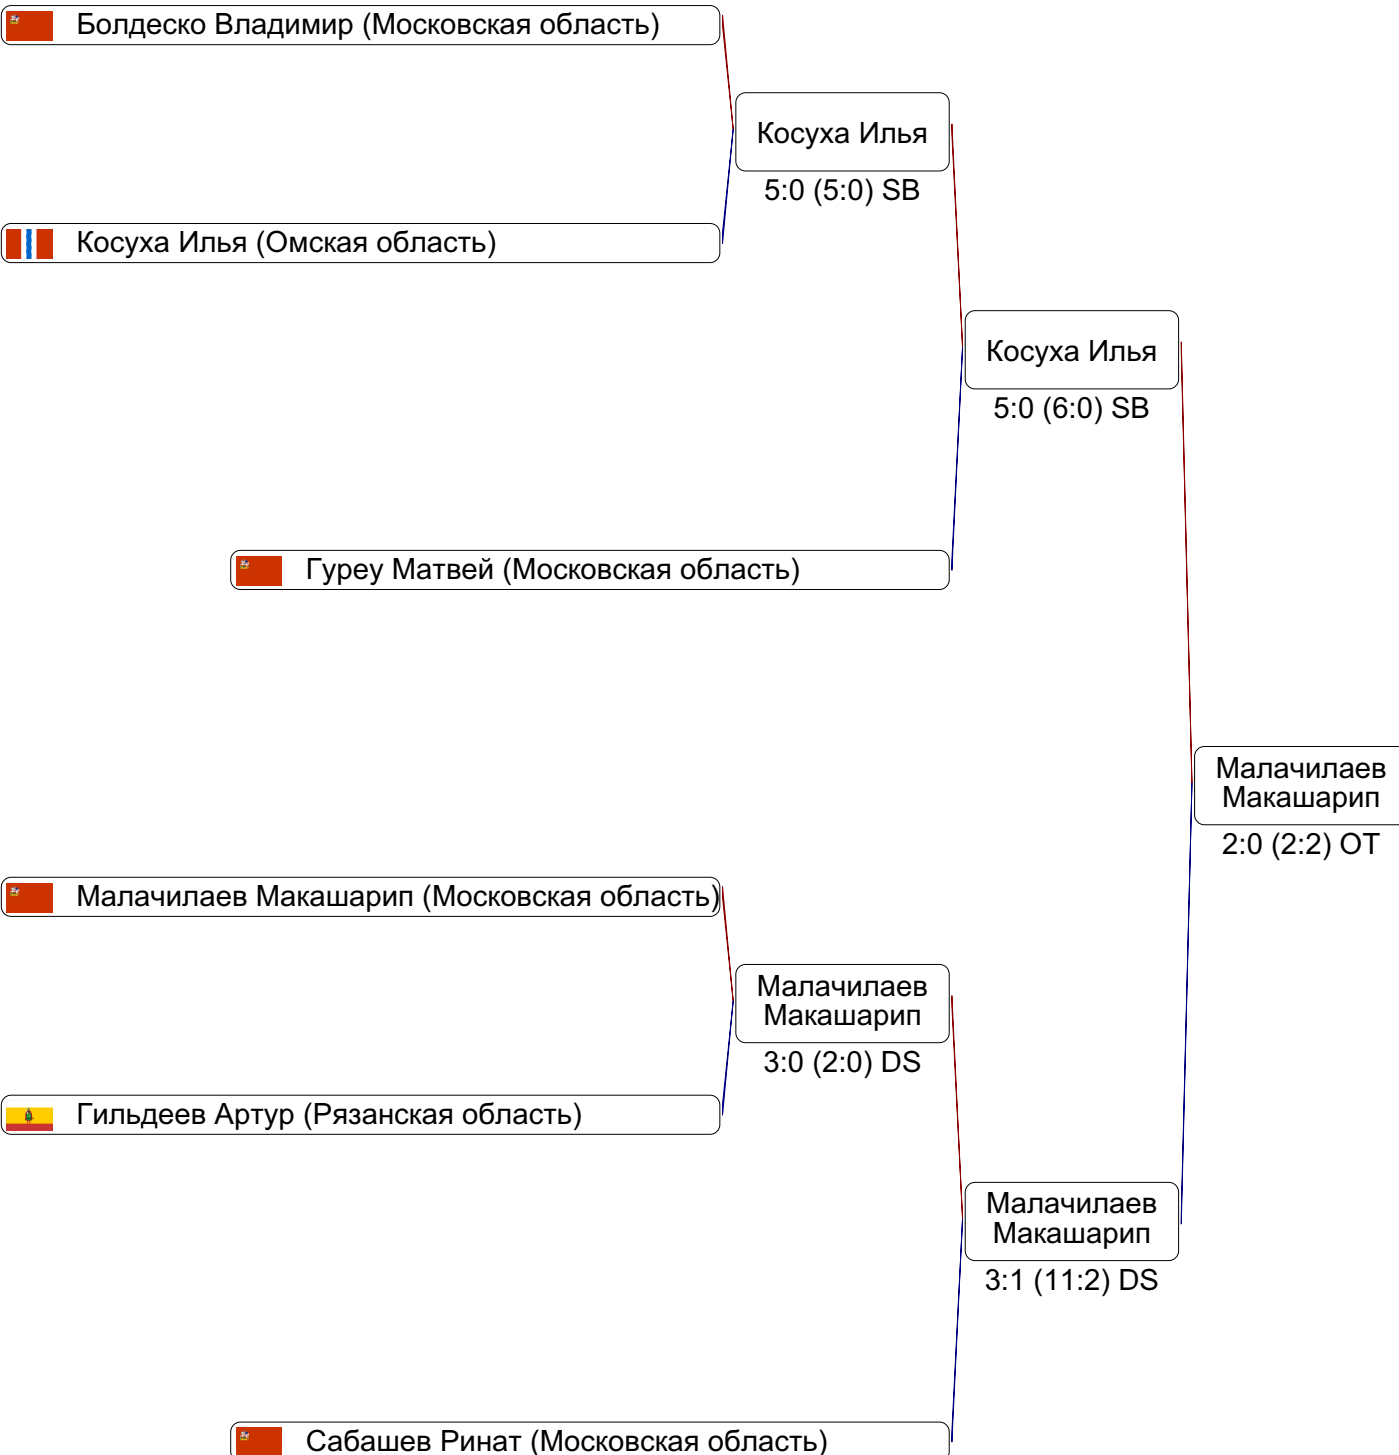 Болдеско Владимир (Московская область)
Косуха Илья
5:0 (5:0) SB
Косуха Илья (Омская область)
Косуха Илья
5:0 (6:0) SB
Гуреу Матвей (Московская область)
Малачилаев
Макашарип
2:0 (2:2) OT
Малачилаев Макашарип (Московская область)
Малачилаев
Макашарип
3:0 (2:0) DS
Гильдеев Артур (Рязанская область)
Малачилаев
Макашарип
3:1 (11:2) DS
Сабашев Ринат (Московская область)